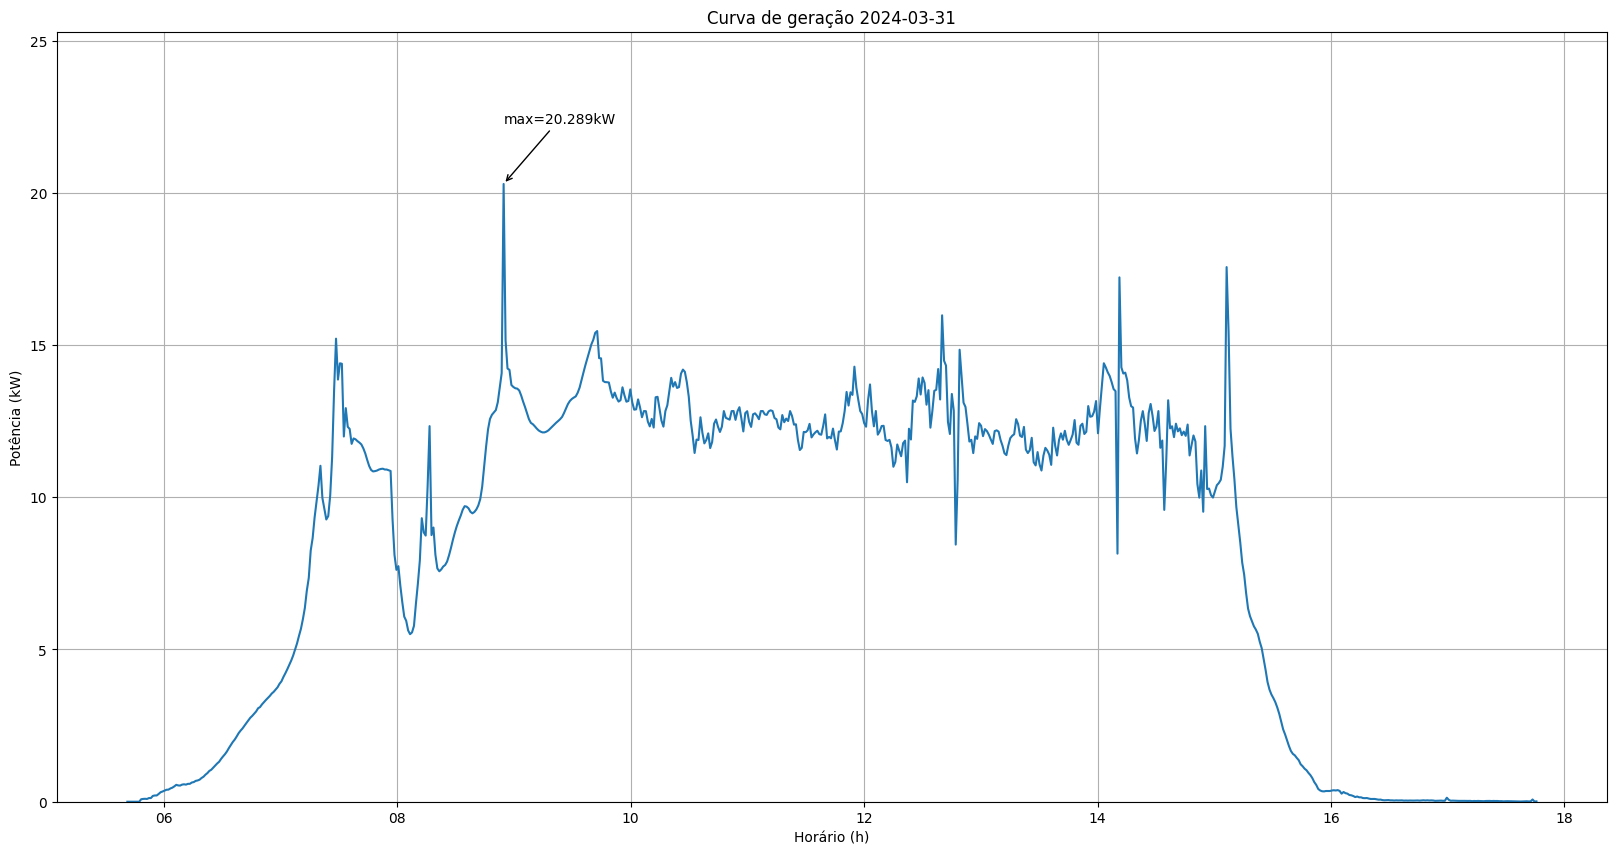 Curva de geração 2024-03-31
25
max=20.289kW
20
15
Potência (kW)
10
5
0
06 08 10 12 14 16 18
Horário (h)